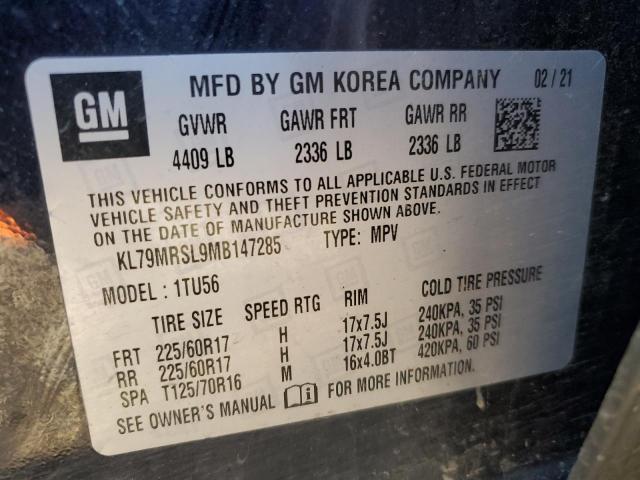 GM
MFD BY GM KOREA COMPANY 02/21
GVWR GAWR FRT GAWR RR
4409 LB 2336 LB 2336 LB
THIS VEHICLE CONFORMS TO ALL APPLICABLE U.S. FEDERAL MOTOR
VEHICLE SAFETY AND THEFT PREVENTION STANDARDS IN EFFECT
ON THE DATE OF MANUFACTURE SHOWN ABOVE.
KL79MRSL9MB147285 TYPE: MPV
MODEL: 1TU56
TIRE SIZE SPEED RTG RIM COLD TIRE PRESSURE
FRT 225/60R17 H 17x7.5J 240KPA, 35 PSI
RR 225/60R17 H 17x7.5J 240KPA, 35 PSI
SPA T125/70R16 M 16x4.0BT 420KPA, 60 PSI
SEE OWNER'S MANUAL FOR MORE INFORMATION.